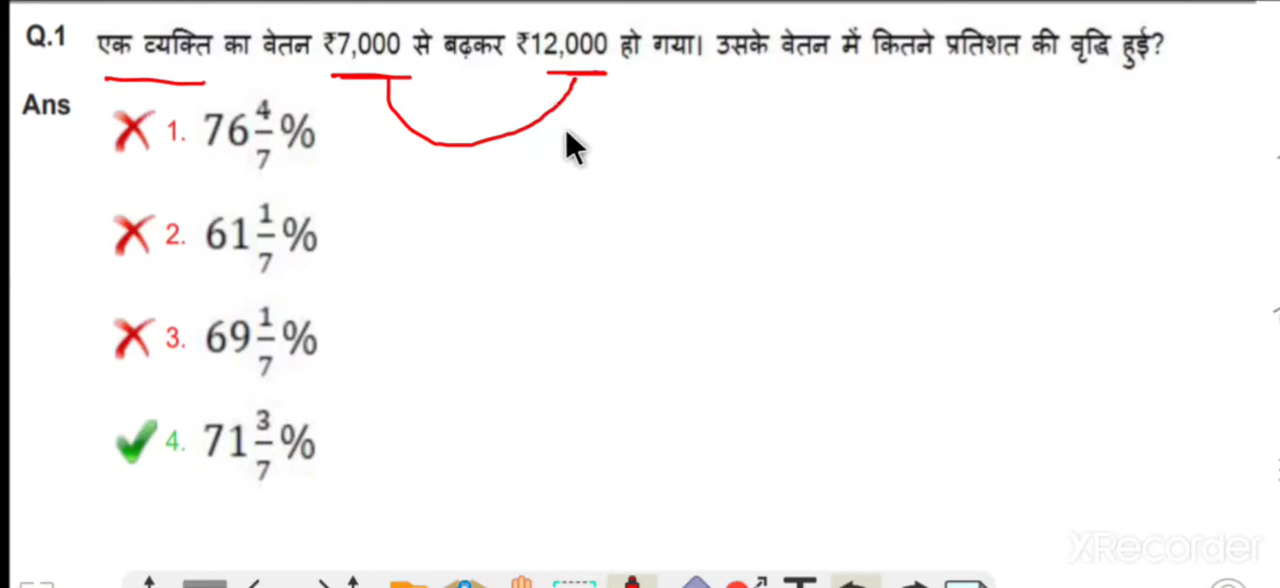 Q.1 एक व्यक्ति का वेतन ₹7,000 से बढ़कर ₹12,000 हो गया। उसके वेतन में कितने प्रतिशत की वृद्धि हुई?
Ans
1. 76 4/7 %
2. 61 1/7 %
3. 69 1/7 %
4. 71 3/7 %
XRecorder